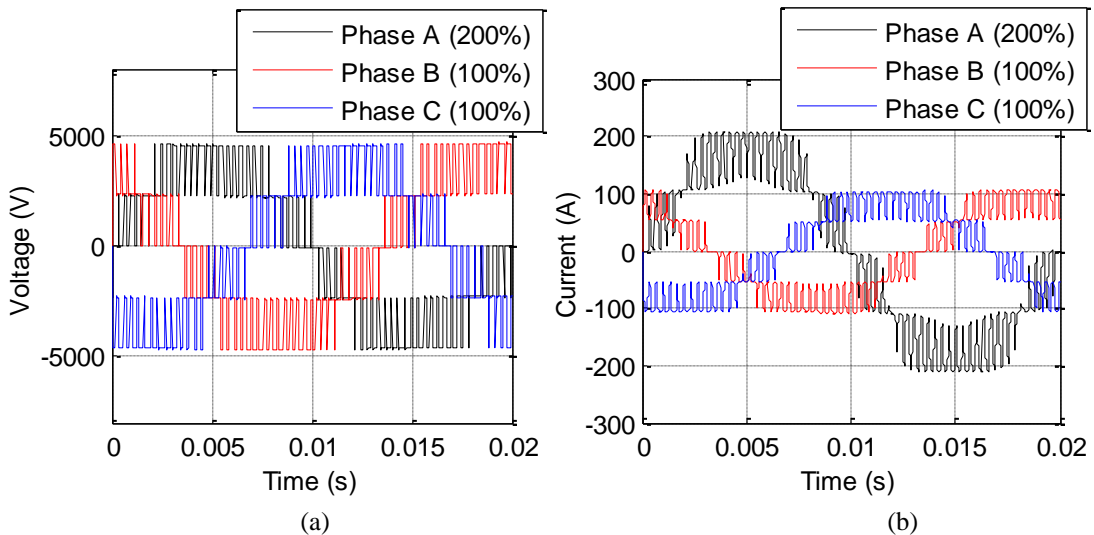 Phase A (200%)
Phase B (100%)
Phase C (100%)
5000
0
-5000
Voltage (V)
0
0.005
0.01
0.015
0.02
Time (s)
(a)
Phase A (200%)
Phase B (100%)
Phase C (100%)
300
200
100
0
-100
-200
-300
Current (A)
0
0.005
0.01
0.015
0.02
Time (s)
(b)